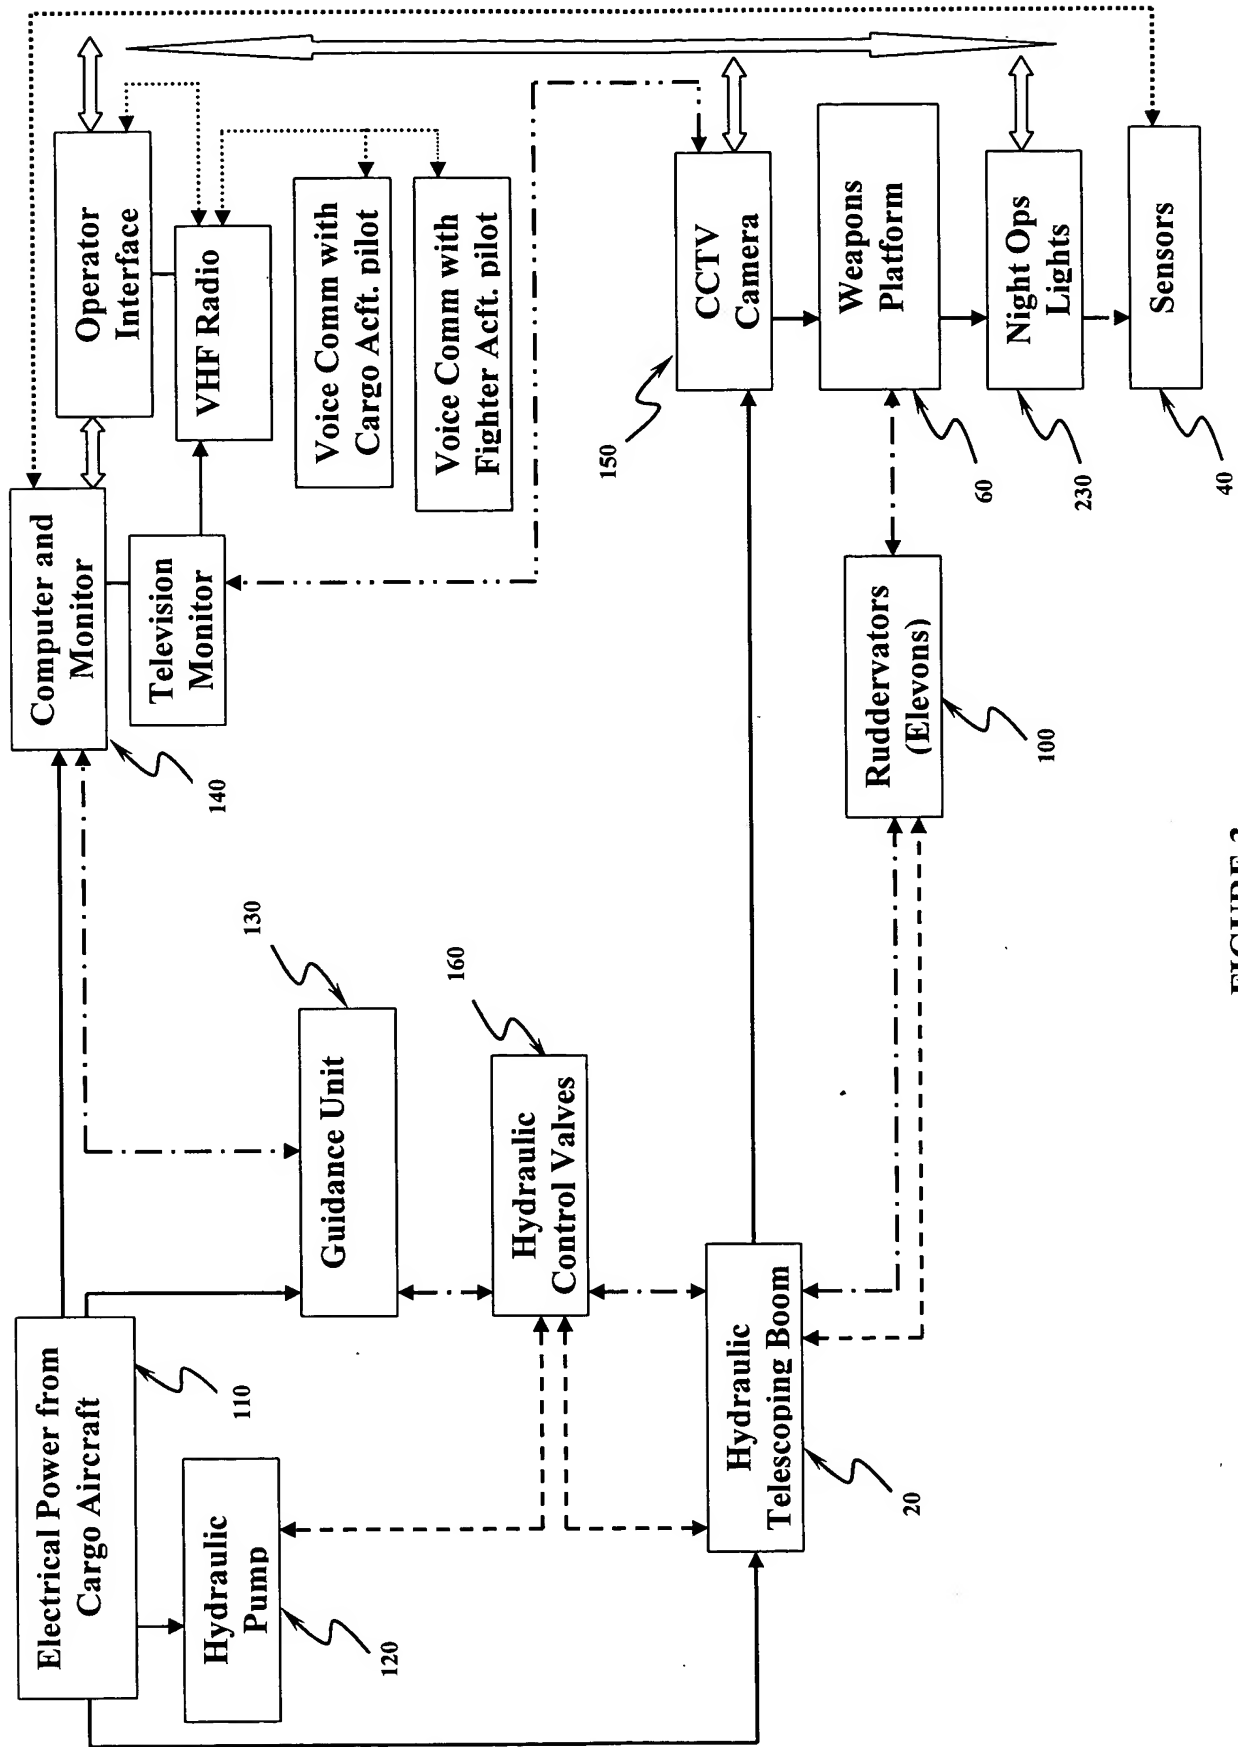 Electrical Power from
Cargo Aircraft
110
Hydraulic
Pump
120
Guidance Unit
130
Hydraulic
Control Valves
160
Hydraulic
Telescoping Boom
20
Computer and
Monitor
140
Television
Monitor
Operator
Interface
VHF Radio
Voice Comm with
Cargo Acft. pilot
Voice Comm with
Fighter Acft. pilot
CCTV
Camera
150
Weapons
Platform
60
Night Ops
Lights
230
Sensors
40
Ruddervators
(Elevons)
100
FIGURE